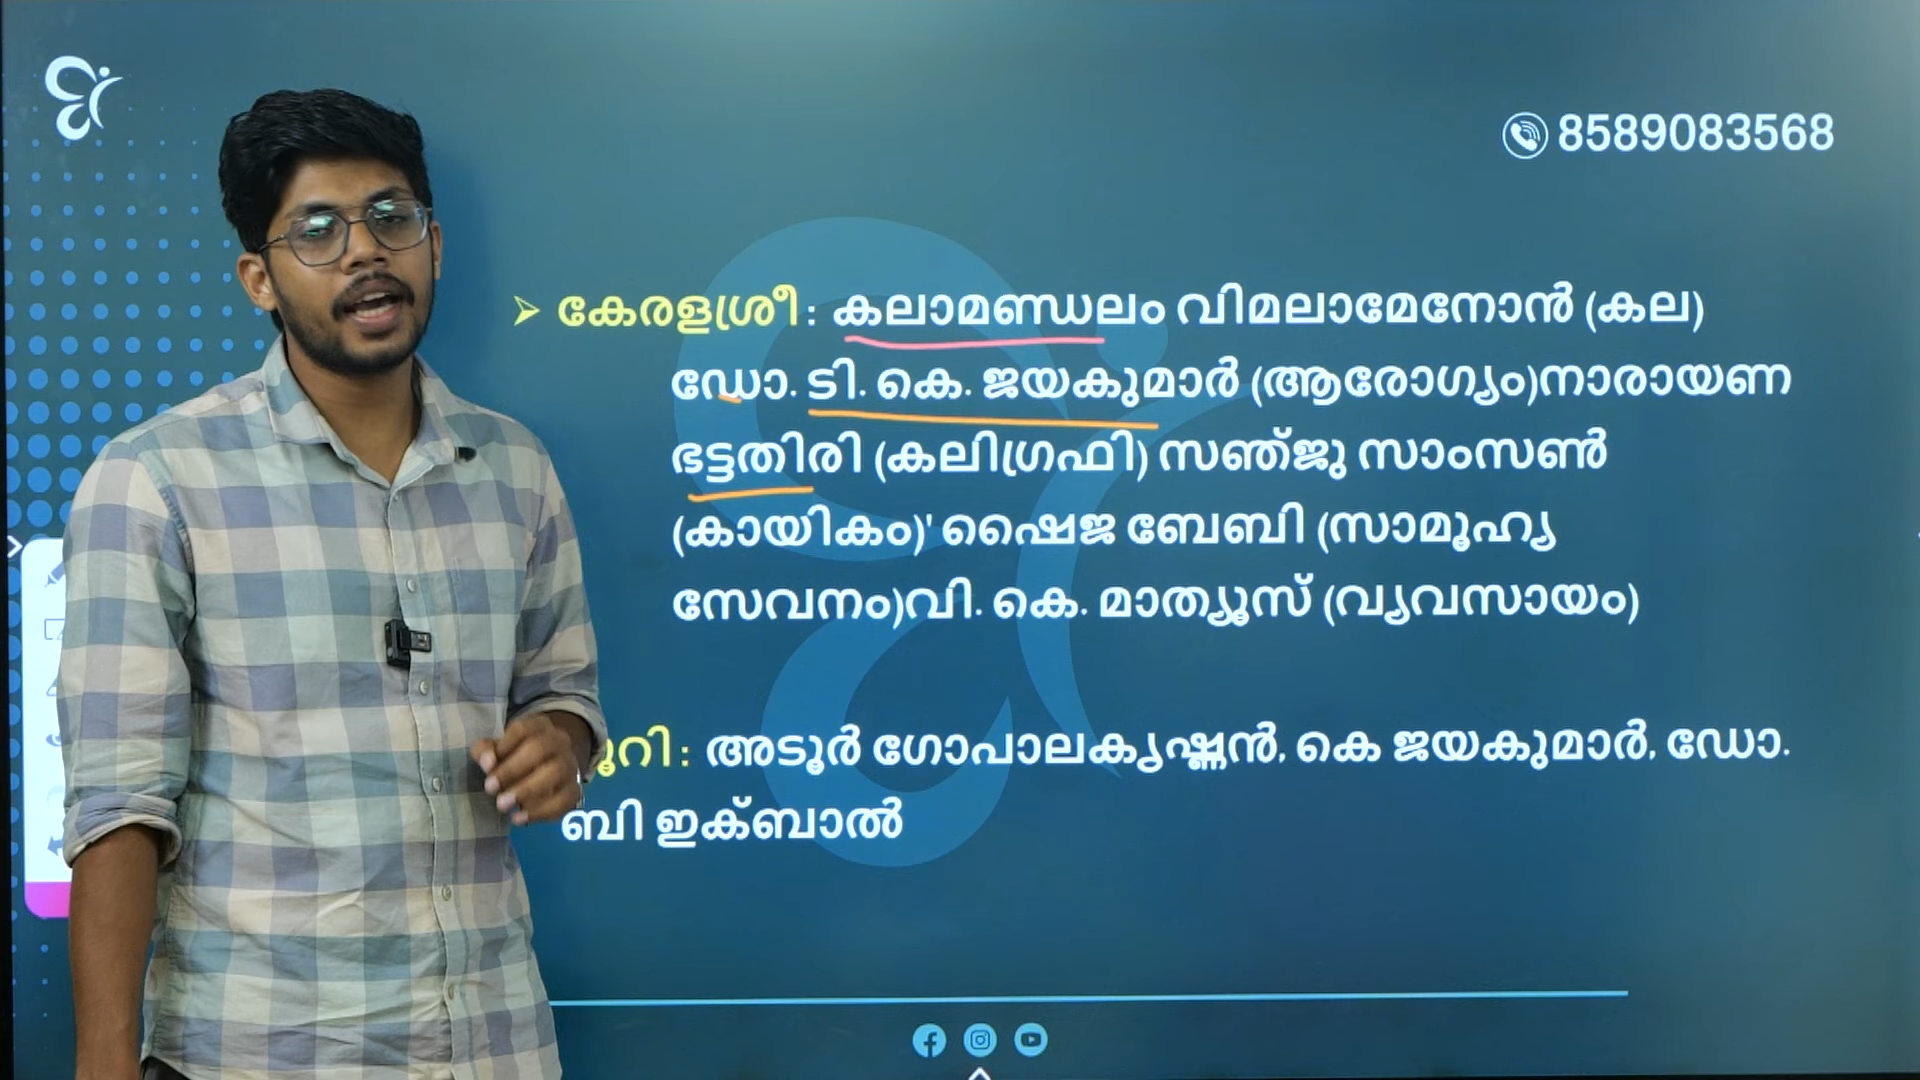 8589083568
കേരളശ്രീ : കലാമണ്ഡലം വിമലാമേനോൻ (കല)
ഡോ. ടി. കെ. ജയകുമാർ (ആരോഗ്യം)നാരായണ
ഭട്ടതിരി (കലിഗ്രഫി) സഞ്ജു സാംസൺ
(കായികം)' ഷൈജ ബേബി (സാമൂഹ്യ
സേവനം)വി. കെ. മാത്യൂസ് (വ്യവസായം)
അടൂർ ഗോപാലകൃഷ്ണൻ, കെ ജയകുമാർ, ഡോ.
ബി ഇക്ബാൽ